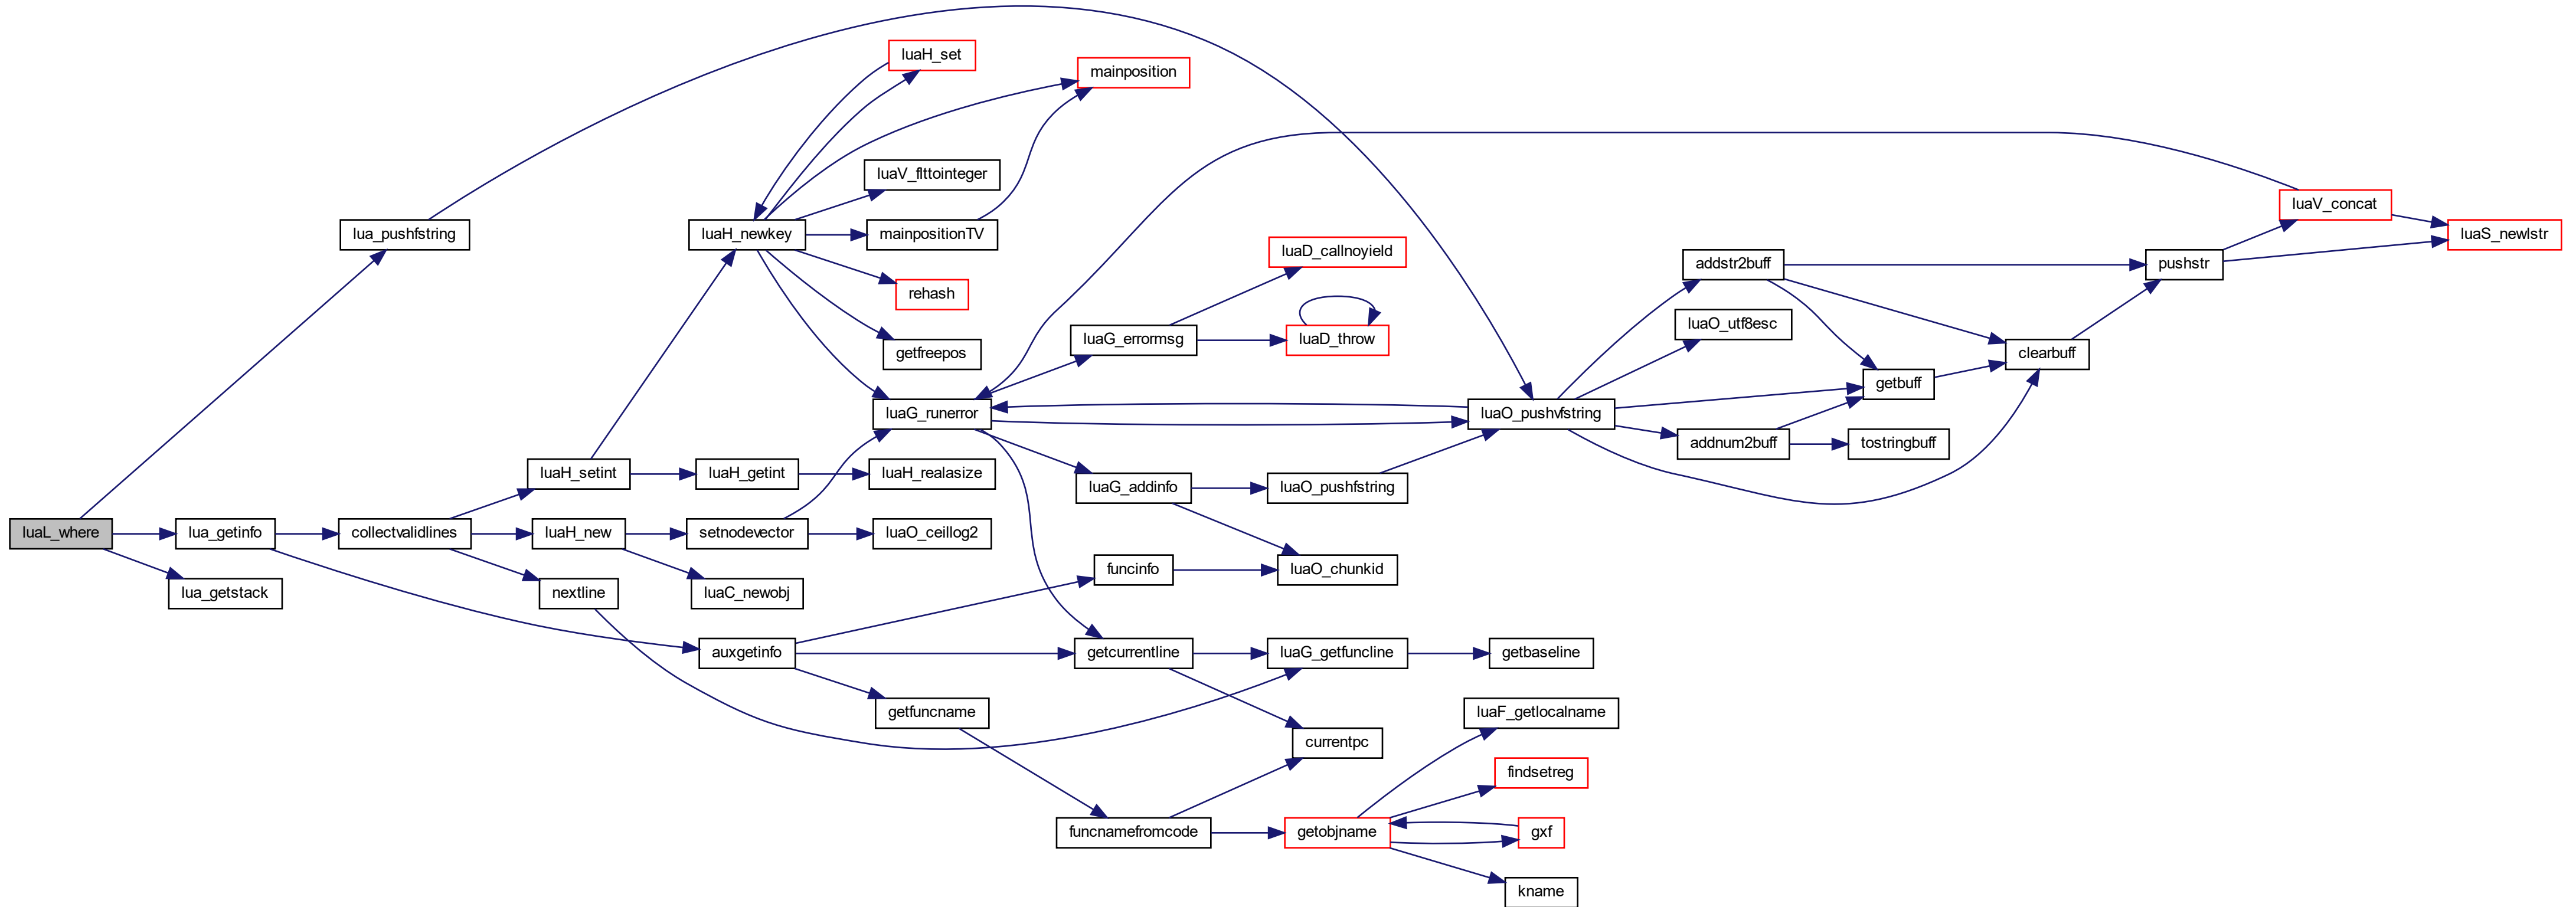 luaH_set
mainposition
luaV_flttointeger
luaV_concat
lua_pushfstring
luaH_newkey
mainpositionTV
luaS_newlstr
luaD_callnoyield
addstr2buff
pushstr
rehash
luaO_utf8esc
luaG_errormsg
luaD_throw
clearbuff
getfreepos
getbuff
luaG_runerror
luaO_pushvfstring
addnum2buff
tostringbuff
luaH_setint
luaH_getint
luaH_realasize
luaG_addinfo
luaO_pushfstring
luaL_where
lua_getinfo
collectvalidlines
luaH_new
setnodevector
luaO_ceillog2
funcinfo
luaO_chunkid
lua_getstack
nextline
luaC_newobj
auxgetinfo
getcurrentline
luaG_getfuncline
getbaseline
getfuncname
luaF_getlocalname
currentpc
findsetreg
funcnamefromcode
getobjname
gxf
kname